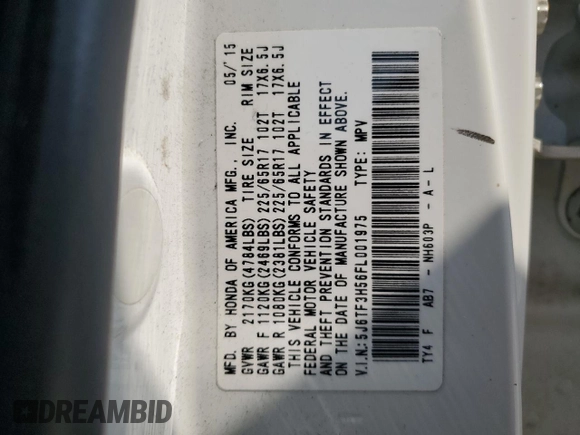 MFD. BY HONDA OF AMERICA MFG., INC. 05/'15
GVWR 2170KG(4784LBS) TIRE SIZE RIM SIZE
GAWR F 1120KG(2469LBS) 225/65R17 102T 17X6.5J
GAWR R 1080KG(2381LBS) 225/65R17 102T 17X6.5J
THIS VEHICLE CONFORMS TO ALL APPLICABLE
FEDERAL MOTOR VEHICLE SAFETY
AND THEFT PREVENTION STANDARDS IN EFFECT
ON THE DATE OF MANUFACTURE SHOWN ABOVE.
V.I.N.:5J6TF3H56FL001975 TYPE: MPV
TY4 F AB7 - NH603P - A - L
DREAMBID